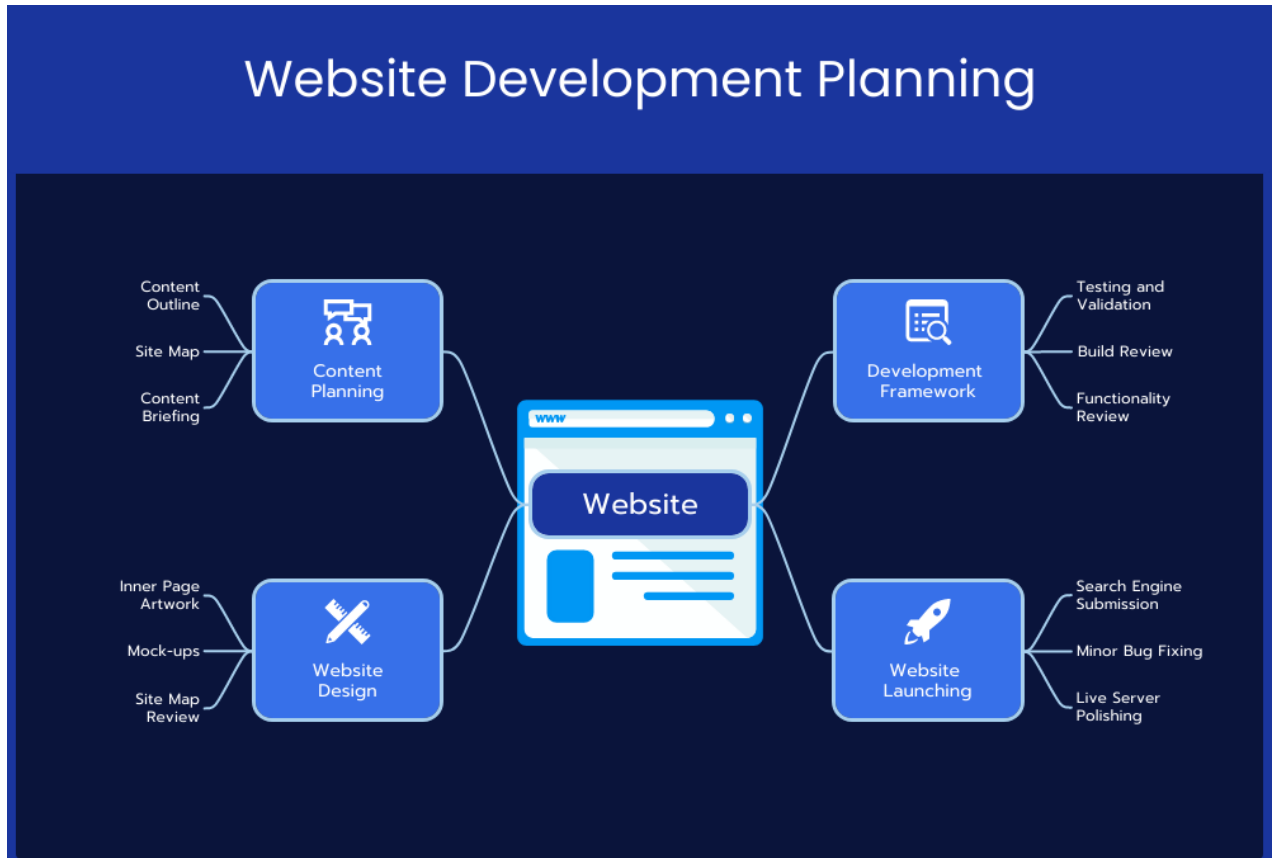 Website Development Planning
Content
Outline
Site Map
Content
Briefing
Content
Planning
Inner Page
Artwork
Mock-ups
Site Map
Review
Website
Design
www
Website
Development
Framework
Testing and
Validation
Build Review
Functionality
Review
Website
Launching
Search Engine
Submission
Minor Bug Fixing
Live Server
Polishing